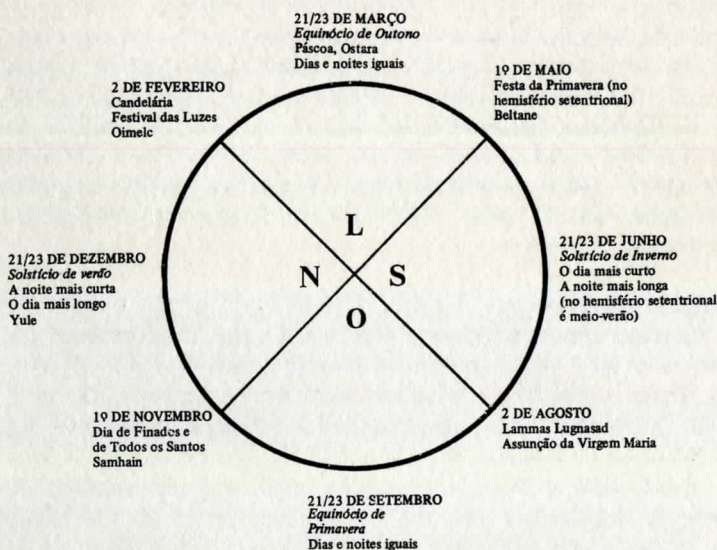 21/23 DE MARÇO
Equinócio de Outono
Páscoa, Ostara
Dias e noites iguais
2 DE FEVEREIRO
Candelária
Festival das Luzes
Oimelc
1º DE MAIO
Festa da Primavera (no
hemisfério setentrional)
Beltane
21/23 DE DEZEMBRO
Solstício de verão
A noite mais curta
O dia mais longo
Yule
L
N S
O
21/23 DE JUNHO
Solstício de Inverno
O dia mais curto
A noite mais longa
(no hemisfério setentrional
é meio-verão)
1º DE NOVEMBRO
Dia de Finados e
de Todos os Santos
Samhain
2 DE AGOSTO
Lammas Lugnasad
Assunção da Virgem Maria
21/23 DE SETEMBRO
Equinócio de
Primavera
Dias e noites iguais